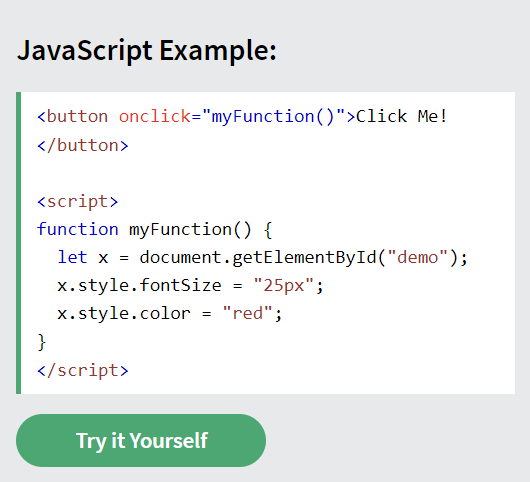 JavaScript Example:
<button onclick="myFunction()">Click Me!
</button>
<script>
function myFunction() {
  let x = document.getElementById("demo");
  x.style.fontSize = "25px";
  x.style.color = "red";
}
</script>
Try it Yourself